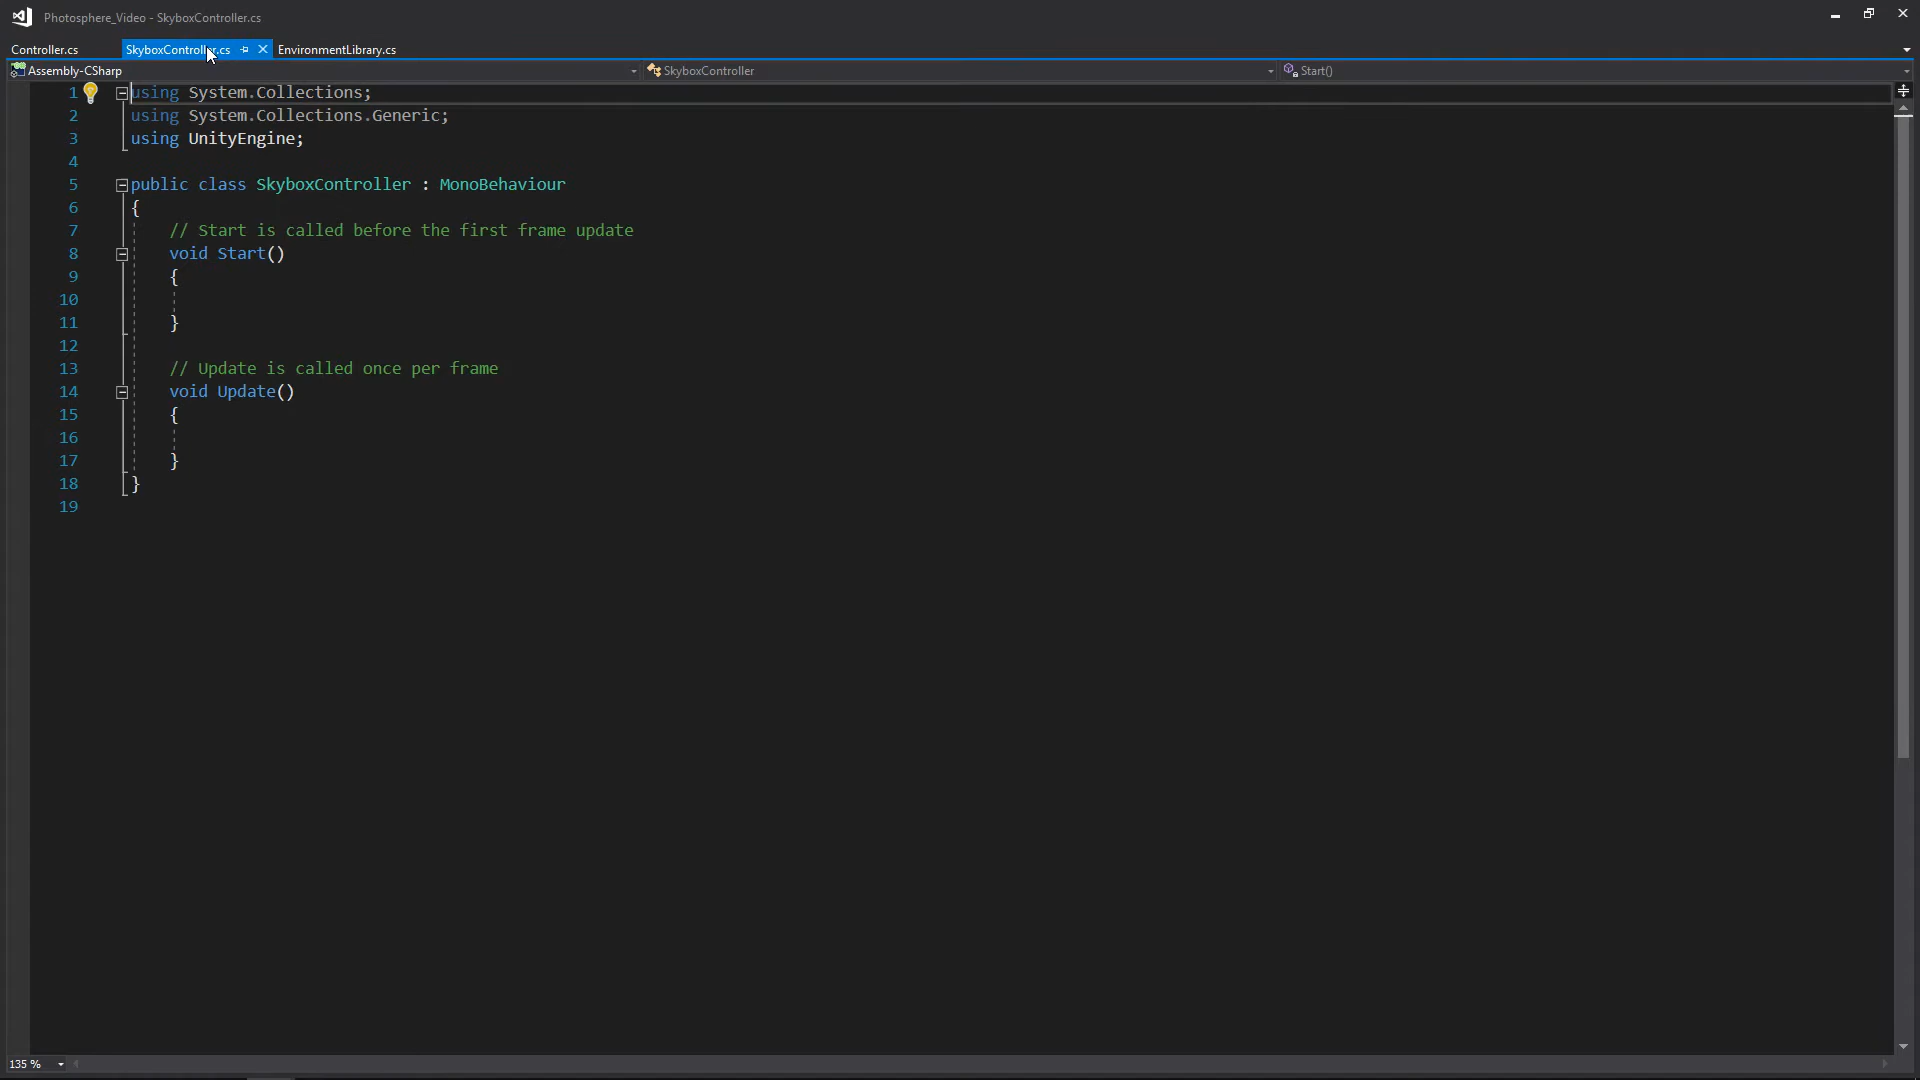 Photosphere_Video - SkyboxController.cs
Controller.cs SkyboxController.cs EnvironmentLibrary.cs
Assembly-CSharp SkyboxController Start()
1 using System.Collections;
2 using System.Collections.Generic;
3 using UnityEngine;
4
5 public class SkyboxController : MonoBehaviour
6 {
7 // Start is called before the first frame update
8 void Start()
9 {
10
11 }
12
13 // Update is called once per frame
14 void Update()
15 {
16
17 }
18 }
19
135 %